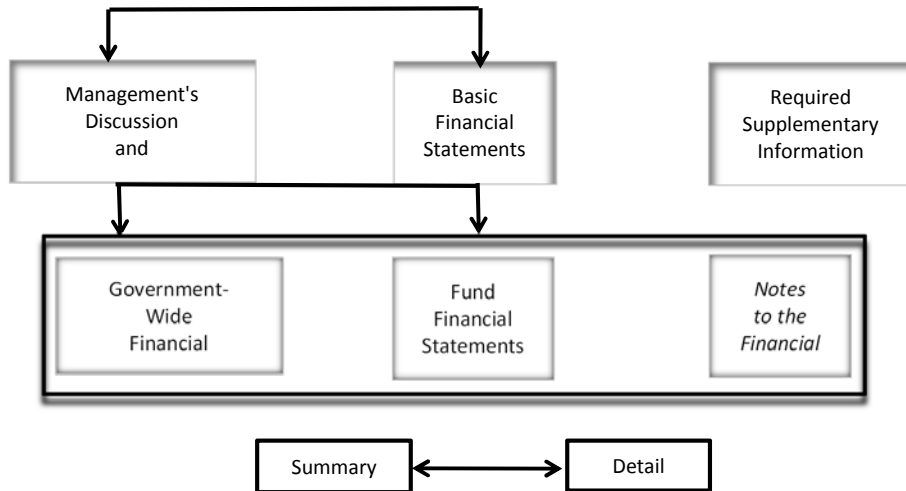 Management's
Discussion
and
Basic
Financial
Statements
Required
Supplementary
Information
Government-
Wide
Financial
Fund
Financial
Statements
Notes
to the
Financial
Summary
Detail